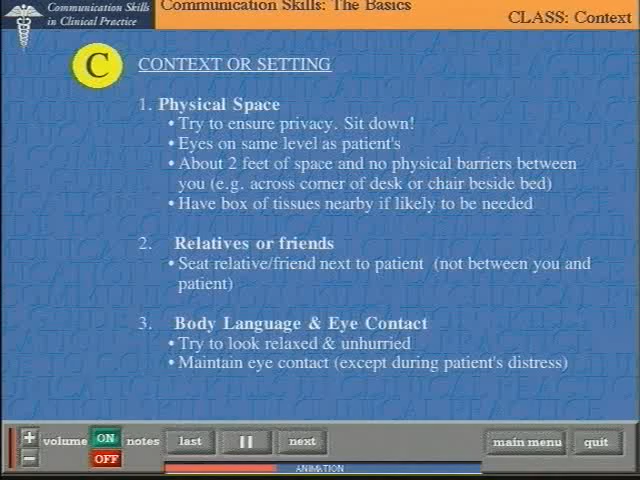 Communication Skills
in Clinical Practice
Communication Skills: The Basics
CLASS: Context
C
CONTEXT OR SETTING
1. Physical Space
• Try to ensure privacy. Sit down!
• Eyes on same level as patient's
• About 2 feet of space and no physical barriers between
you (e.g. across corner of desk or chair beside bed)
• Have box of tissues nearby if likely to be needed
2. Relatives or friends
• Seat relative/friend next to patient (not between you and
patient)
3. Body Language & Eye Contact
• Try to look relaxed & unhurried
• Maintain eye contact (except during patient's distress)
+
−
volume
ON
OFF
notes
last
next
main menu
quit
ANIMATION